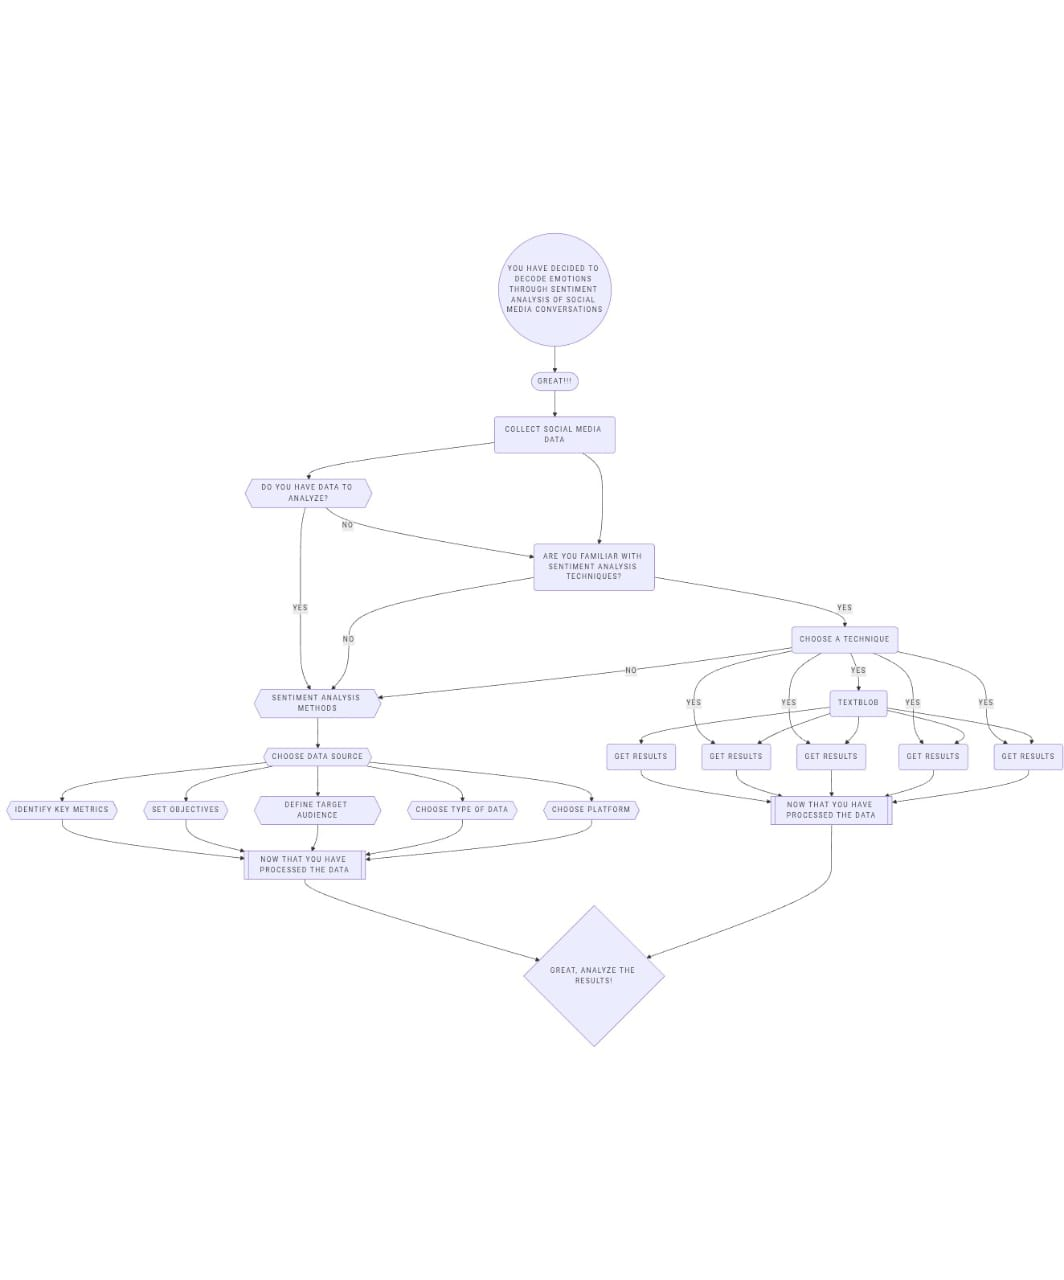 YOU HAVE DECIDED TO
DECODE EMOTIONS
THROUGH SENTIMENT
ANALYSIS OF SOCIAL
MEDIA CONVERSATIONS
GREAT!!!
COLLECT SOCIAL MEDIA
DATA
DO YOU HAVE DATA TO
ANALYZE?
NO
ARE YOU FAMILIAR WITH
SENTIMENT ANALYSIS
TECHNIQUES?
YES
YES
NO
CHOOSE A TECHNIQUE
NO
YES
SENTIMENT ANALYSIS
METHODS
YES
YES
TEXTBLOB
YES
YES
CHOOSE DATA SOURCE
GET RESULTS
GET RESULTS
GET RESULTS
GET RESULTS
GET RESULTS
IDENTIFY KEY METRICS
SET OBJECTIVES
DEFINE TARGET
AUDIENCE
CHOOSE TYPE OF DATA
CHOOSE PLATFORM
NOW THAT YOU HAVE
PROCESSED THE DATA
NOW THAT YOU HAVE
PROCESSED THE DATA
GREAT, ANALYZE THE
RESULTS!